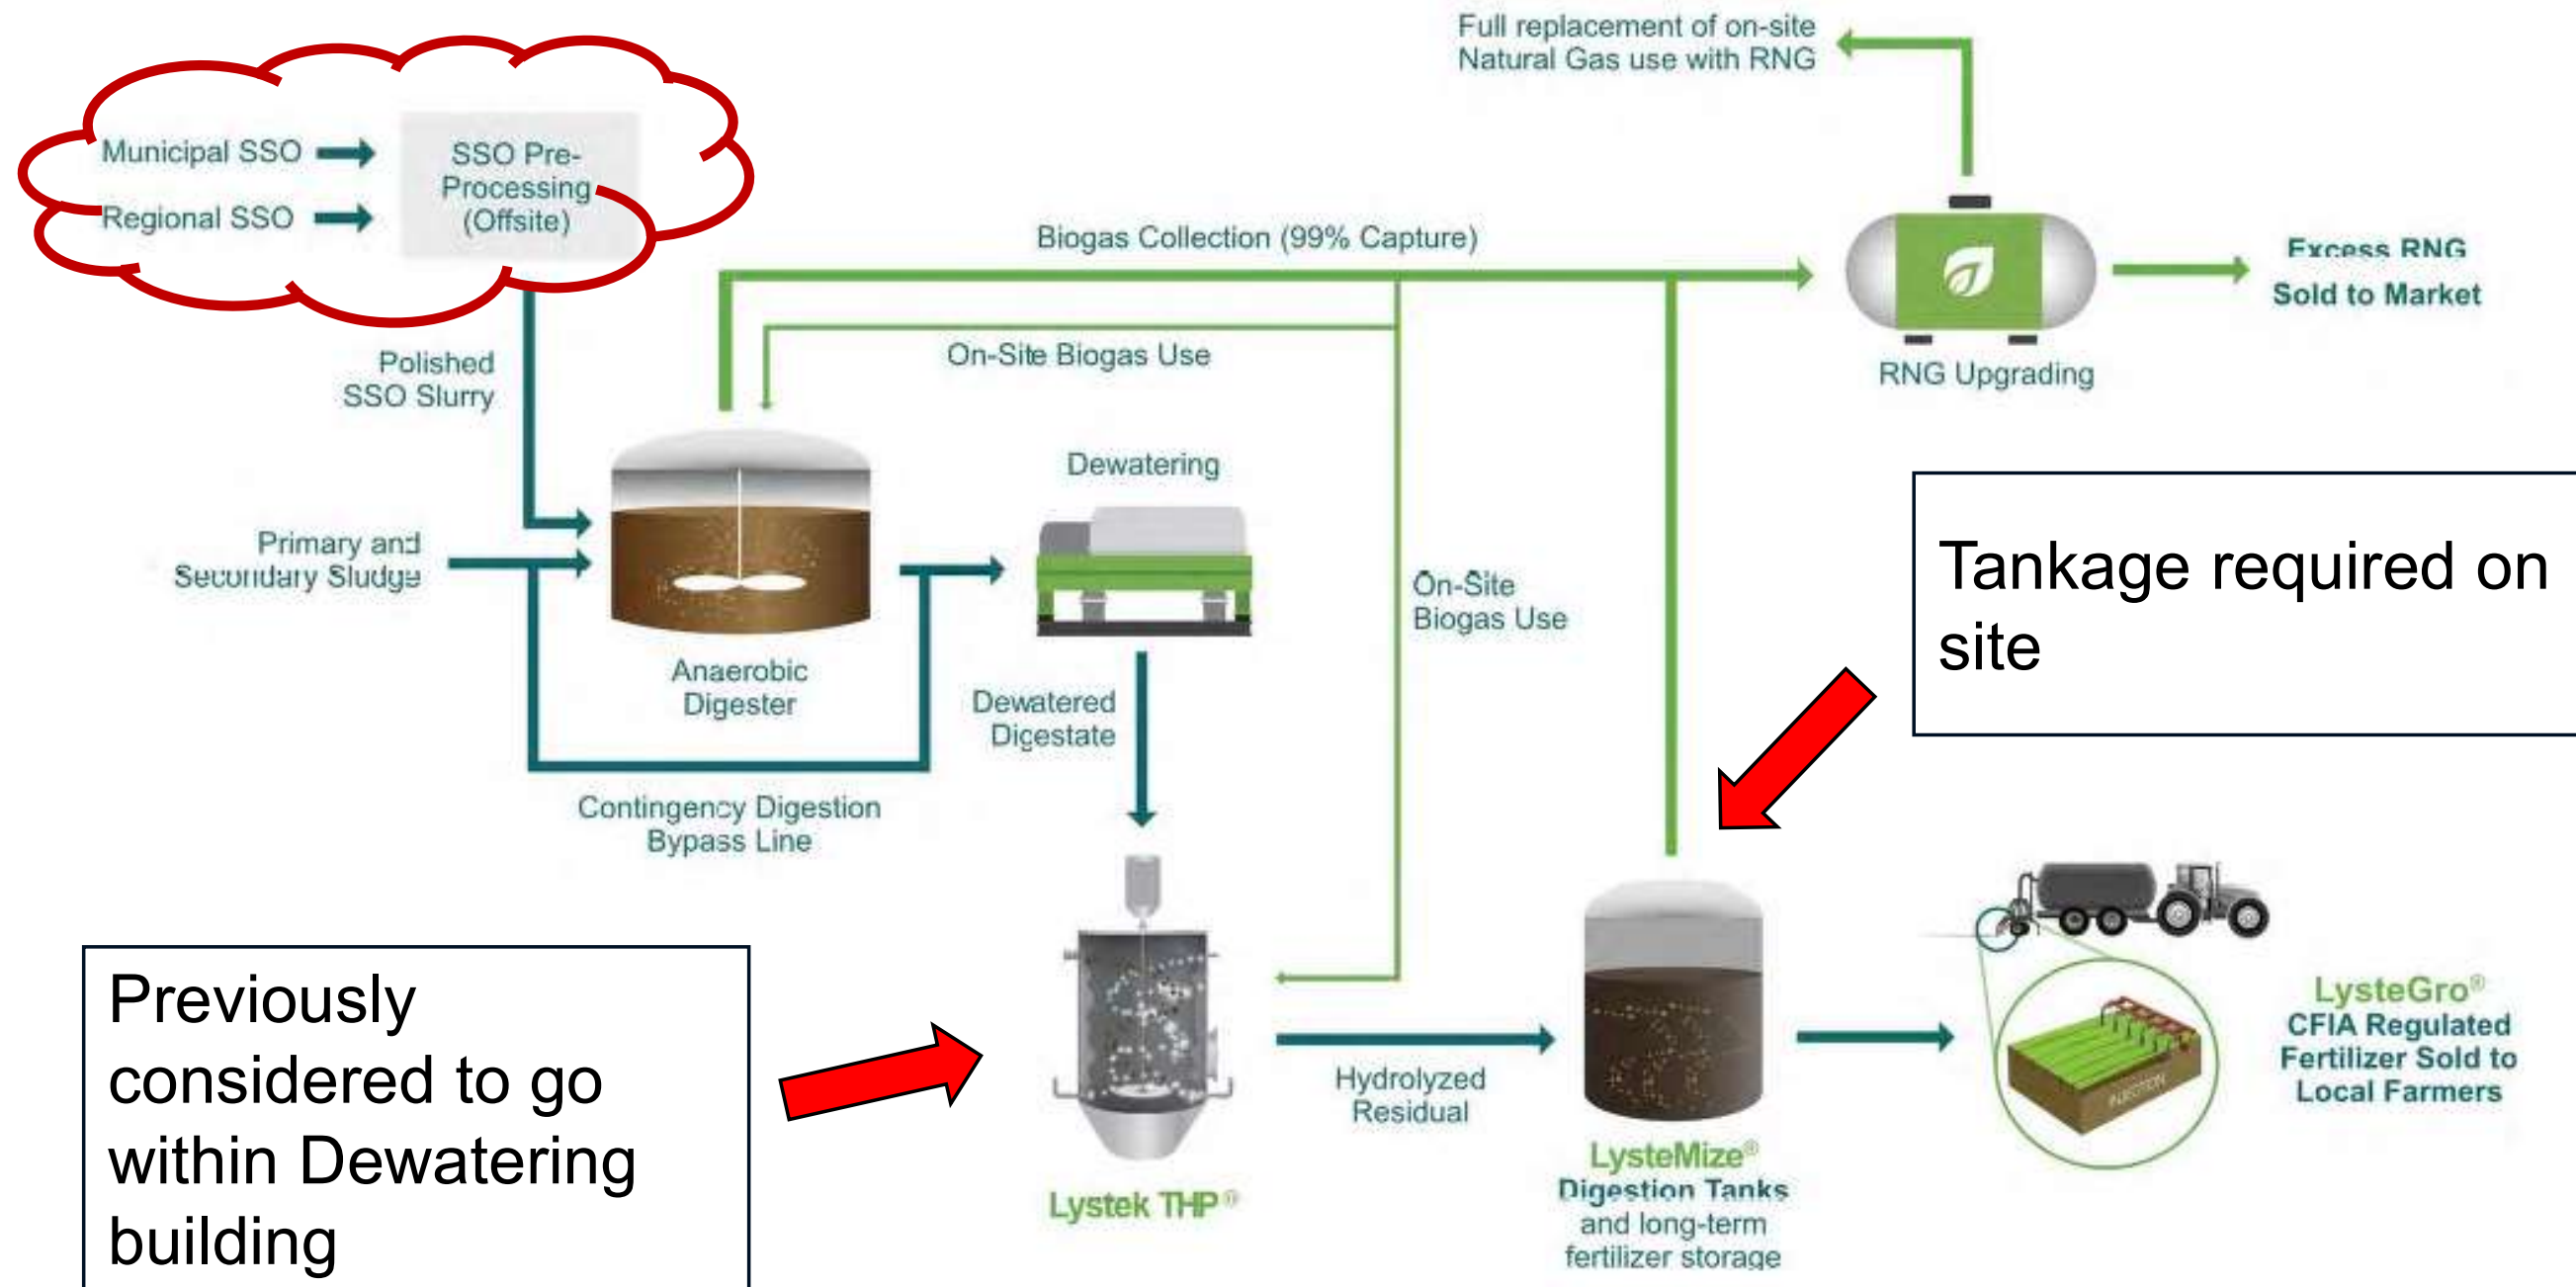 Full replacement of on-site
Natural Gas use with RNG
Municipal SSO
Regional SSO
SSO Pre-
Processing
(Offsite)
Biogas Collection (99% Capture)
Excess RNG
Sold to Market
On-Site Biogas Use
RNG Upgrading
Polished
SSO Slurry
Dewatering
Primary and
Secondary Sludge
On-Site
Biogas Use
Tankage required on
site
Anaerobic
Digester
Dewatered
Digestate
Contingency Digestion
Bypass Line
Previously
considered to go
within Dewatering
building
Hydrolyzed
Residual
Lystek THP®
LysteMize®
Digestion Tanks
and long-term
fertilizer storage
INJECTION
LysteGro®
CFIA Regulated
Fertilizer Sold to
Local Farmers